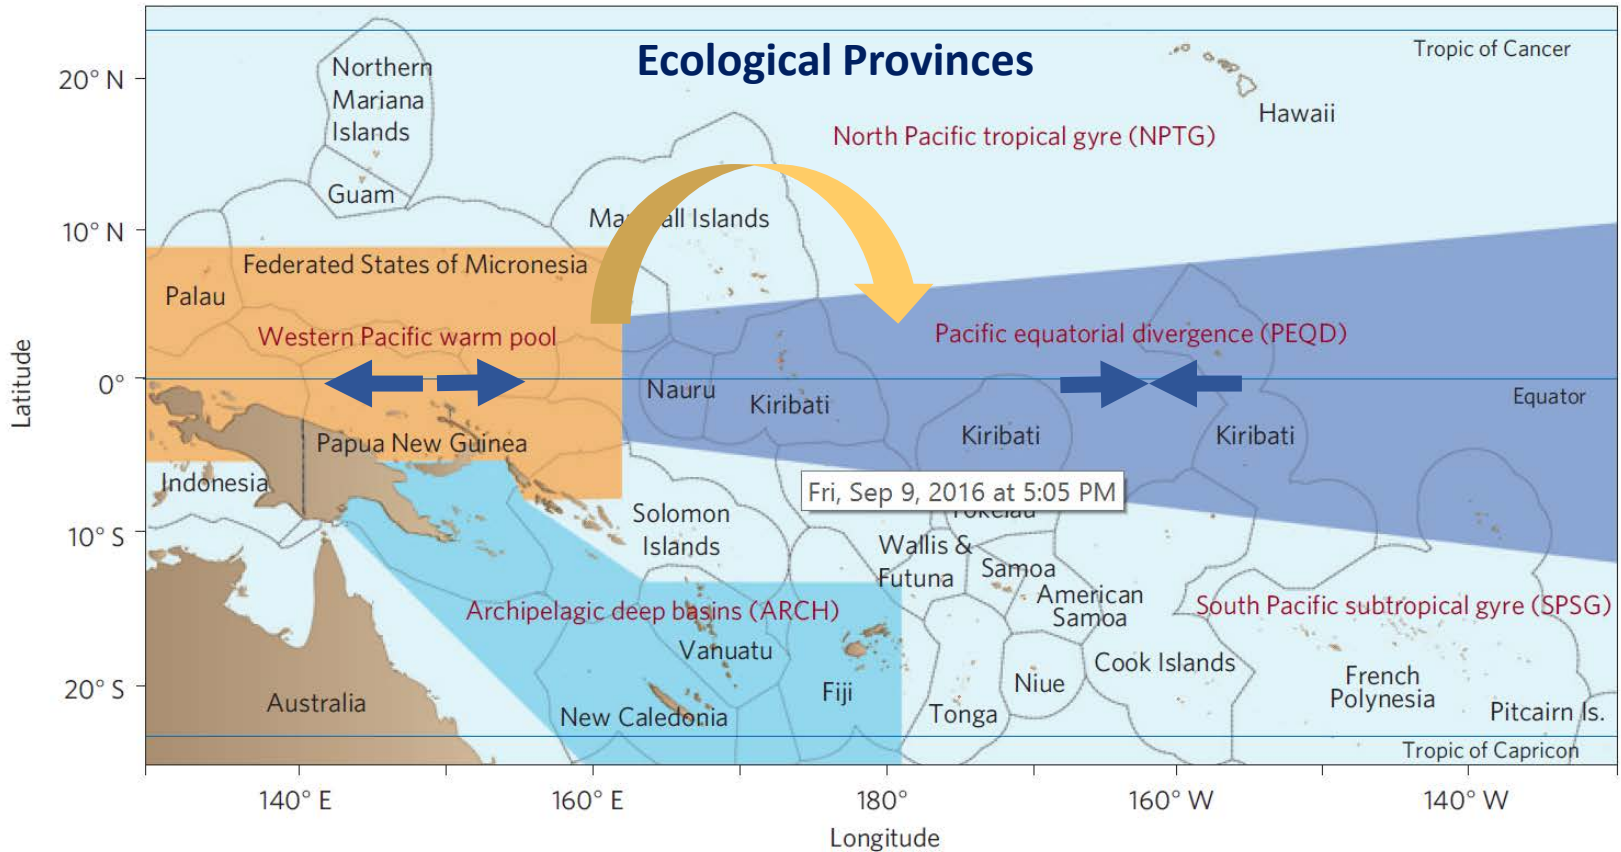 Ecological Provinces
Tropic of Cancer
20° N
Northern
Mariana
Islands
Hawaii
North Pacific tropical gyre (NPTG)
Guam
10° N
Marshall Islands
Federated States of Micronesia
Palau
Western Pacific warm pool
Pacific equatorial divergence (PEQD)
Latitude
0°
Nauru
Kiribati
Equator
Papua New Guinea
Kiribati
Kiribati
Indonesia
Fri, Sep 9, 2016 at 5:05 PM
Tokelau
Solomon
Islands
10° S
Wallis &
Futuna
Samoa
American
Samoa
Archipelagic deep basins (ARCH)
South Pacific subtropical gyre (SPSG)
Vanuatu
Cook Islands
20° S
Australia
New Caledonia
Fiji
Tonga
Niue
French
Polynesia
Pitcairn Is.
Tropic of Capricon
140° E
160° E
180°
160° W
140° W
Longitude